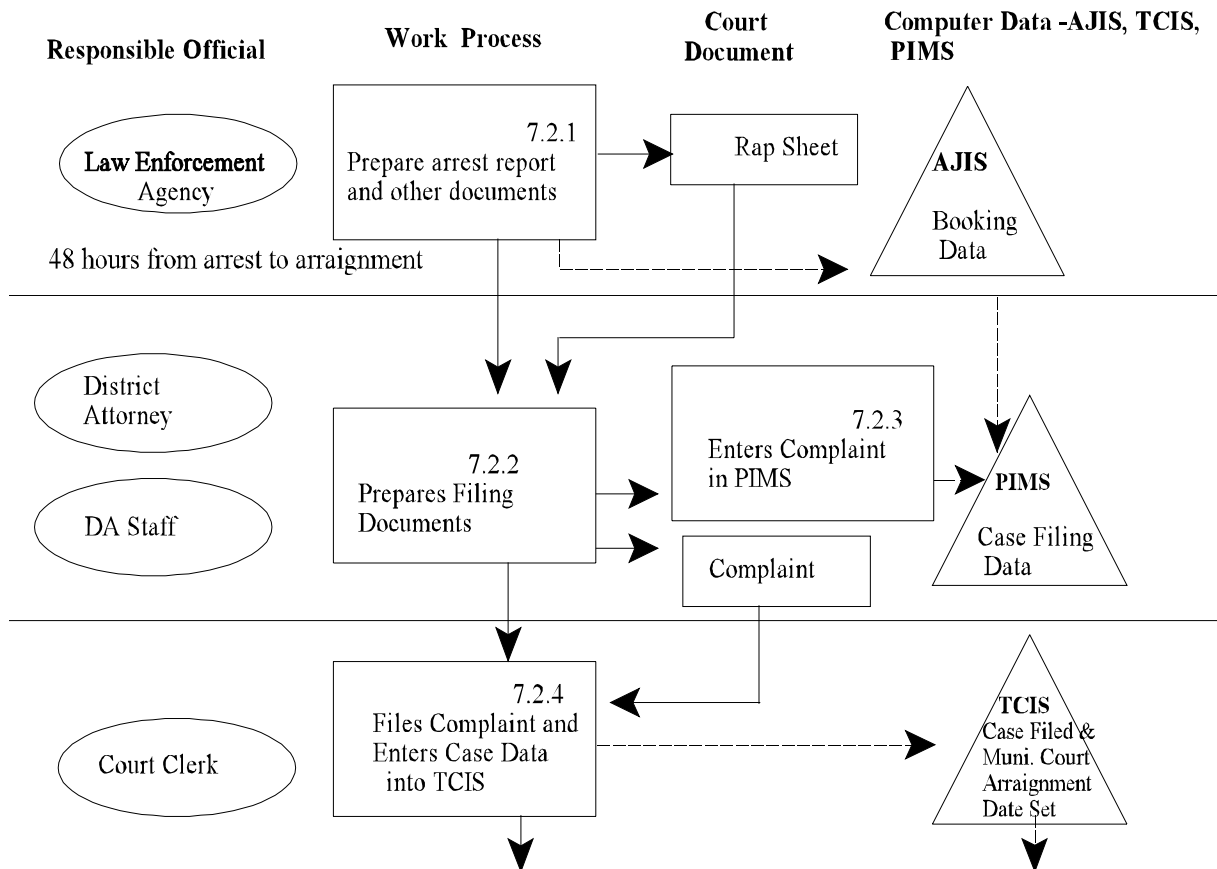 Responsible Official
Work Process
Court
Document
Computer Data -AJIS, TCIS,
PIMS
Law Enforcement
Agency
7.2.1
Prepare arrest report
and other documents
Rap Sheet
AJIS
Booking
Data
48 hours from arrest to arraignment
District
Attorney
DA Staff
7.2.2
Prepares Filing
Documents
7.2.3
Enters Complaint
in PIMS
Complaint
PIMS
Case Filing
Data
Court Clerk
7.2.4
Files Complaint and
Enters Case Data
into TCIS
TCIS
Case Filed &
Muni. Court
Arraignment
Date Set